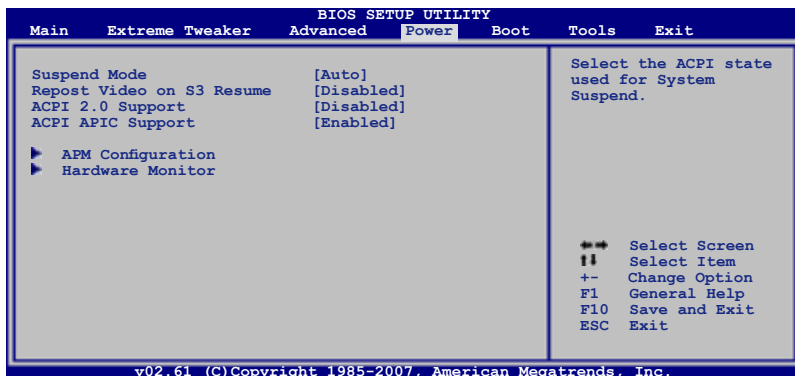 BIOS SETUP UTILITY
Main Extreme Tweaker Advanced Power Boot Tools Exit
Suspend Mode [Auto]
Repost Video on S3 Resume [Disabled]
ACPI 2.0 Support [Disabled]
ACPI APIC Support [Enabled]
APM Configuration
Hardware Monitor
Select the ACPI state
used for System
Suspend.
Select Screen
Select Item
+- Change Option
F1 General Help
F10 Save and Exit
ESC Exit
v02.61 (C)Copyright 1985-2007, American Megatrends, Inc.